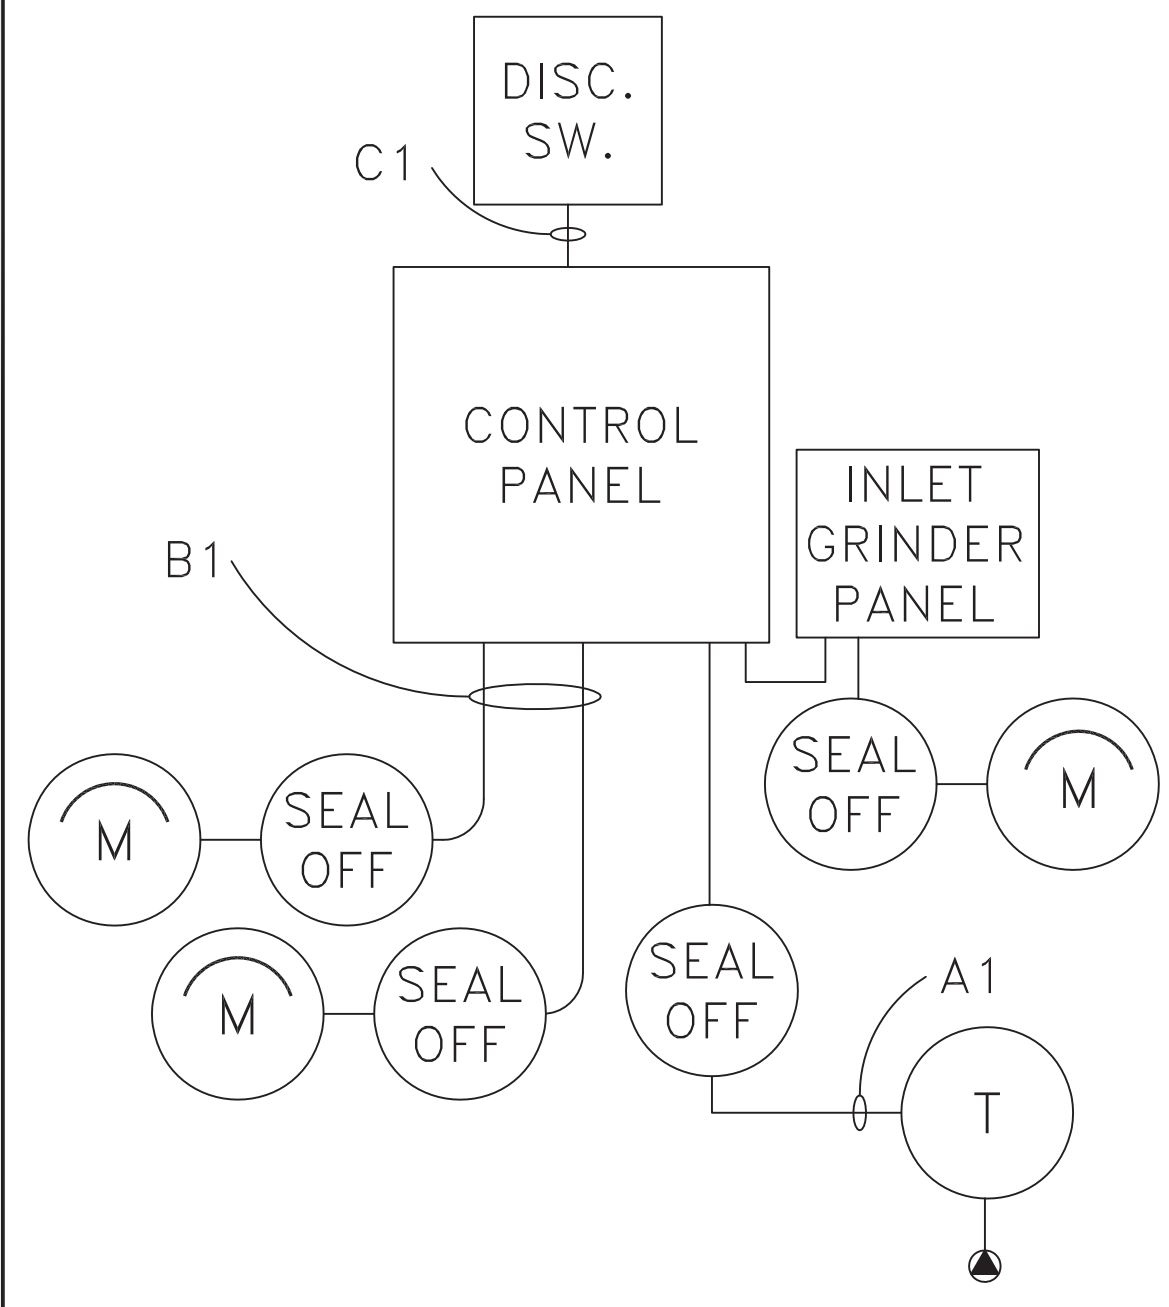 DISC.
SW.
C1
CONTROL
PANEL
INLET
GRINDER
PANEL
B1
SEAL
OFF
M
SEAL
OFF
M
SEAL
OFF
M
SEAL
OFF
A1
T